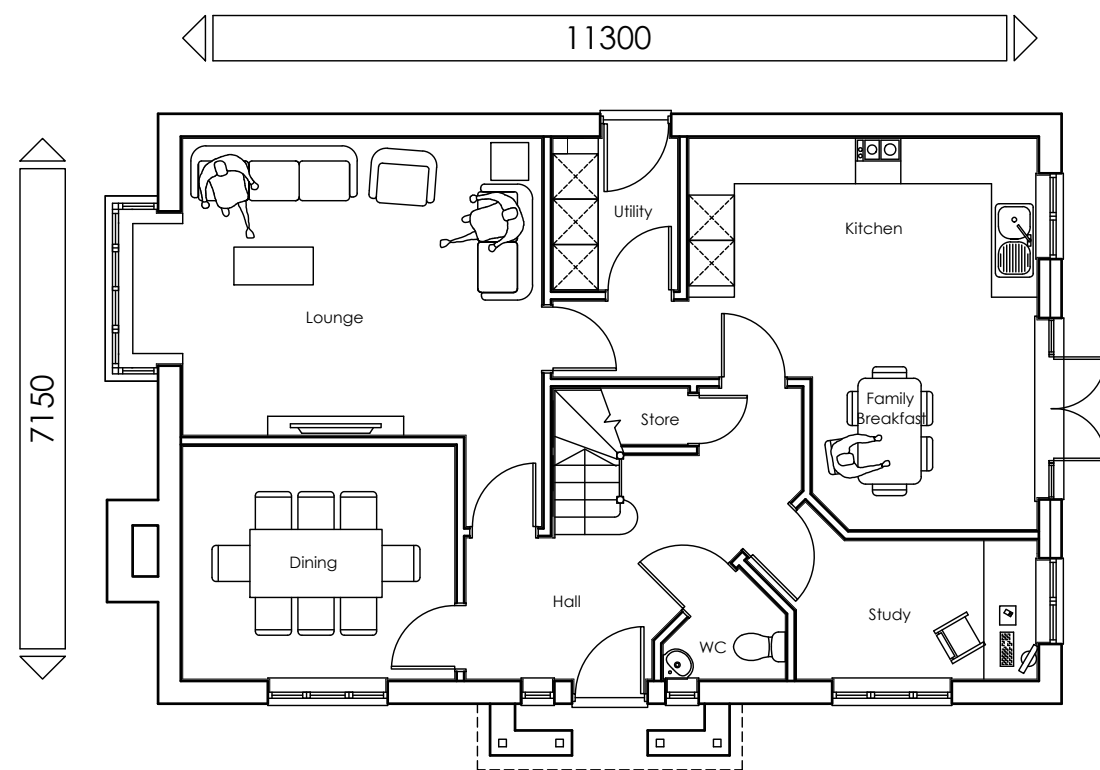 11300
7150
Utility
Kitchen
Lounge
Family
Breakfast
Store
Dining
Hall
Study
WC